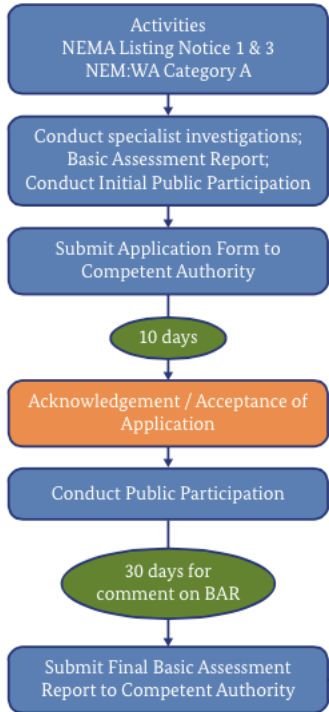 Activities
NEMA Listing Notice 1 & 3
NEM:WA Category A
Conduct specialist investigations;
Basic Assessment Report;
Conduct Initial Public Participation
Submit Application Form to
Competent Authority
10 days
Acknowledgement / Acceptance of
Application
Conduct Public Participation
30 days for
comment on BAR
Submit Final Basic Assessment
Report to Competent Authority